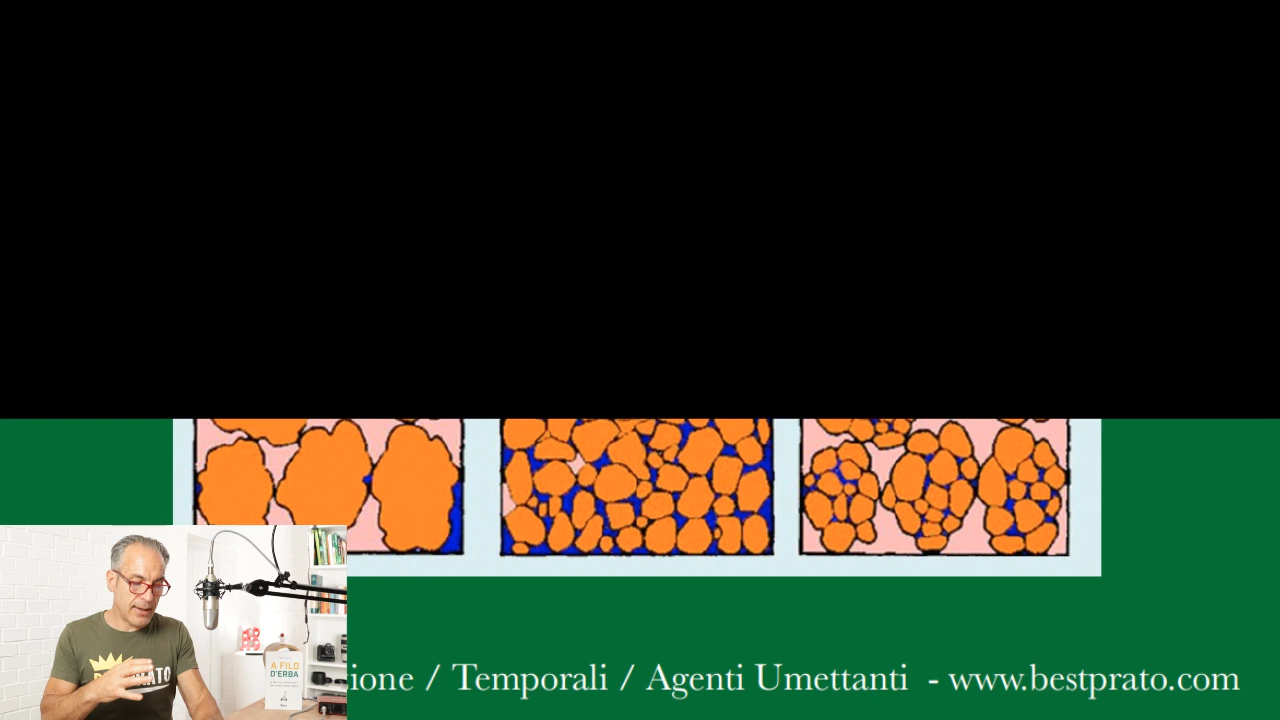 A FILO
D'ERBA
ione / Temporali / Agenti Umettanti - www.bestprato.com